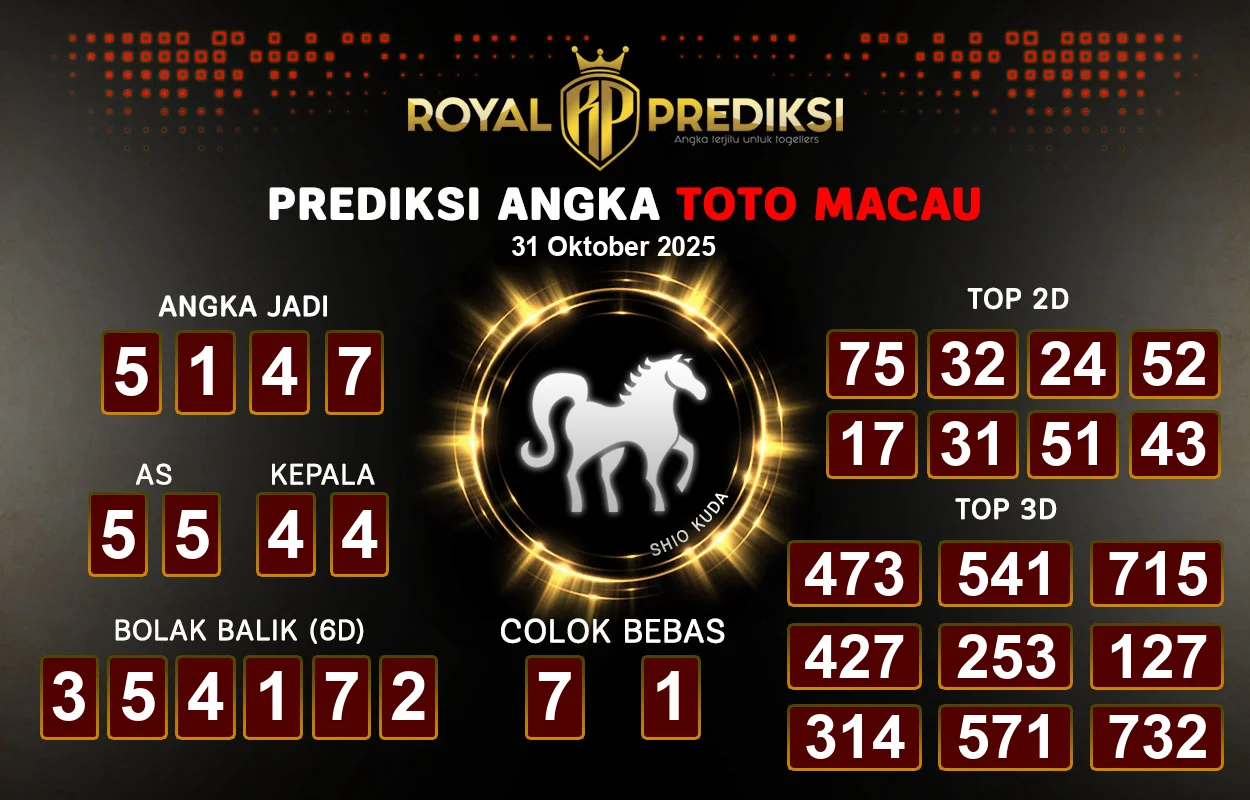 ROYAL RP PREDIKSI
Angka terjitu untuk togellers
PREDIKSI ANGKA TOTO MACAU
31 Oktober 2025
ANGKA JADI
5 1 4 7
AS
5 5
KEPALA
4 4
BOLAK BALIK (6D)
3 5 4 1 7 2
SHIO KUDA
COLOK BEBAS
7 1
TOP 2D
75 32 24 52
17 31 51 43
TOP 3D
473 541 715
427 253 127
314 571 732